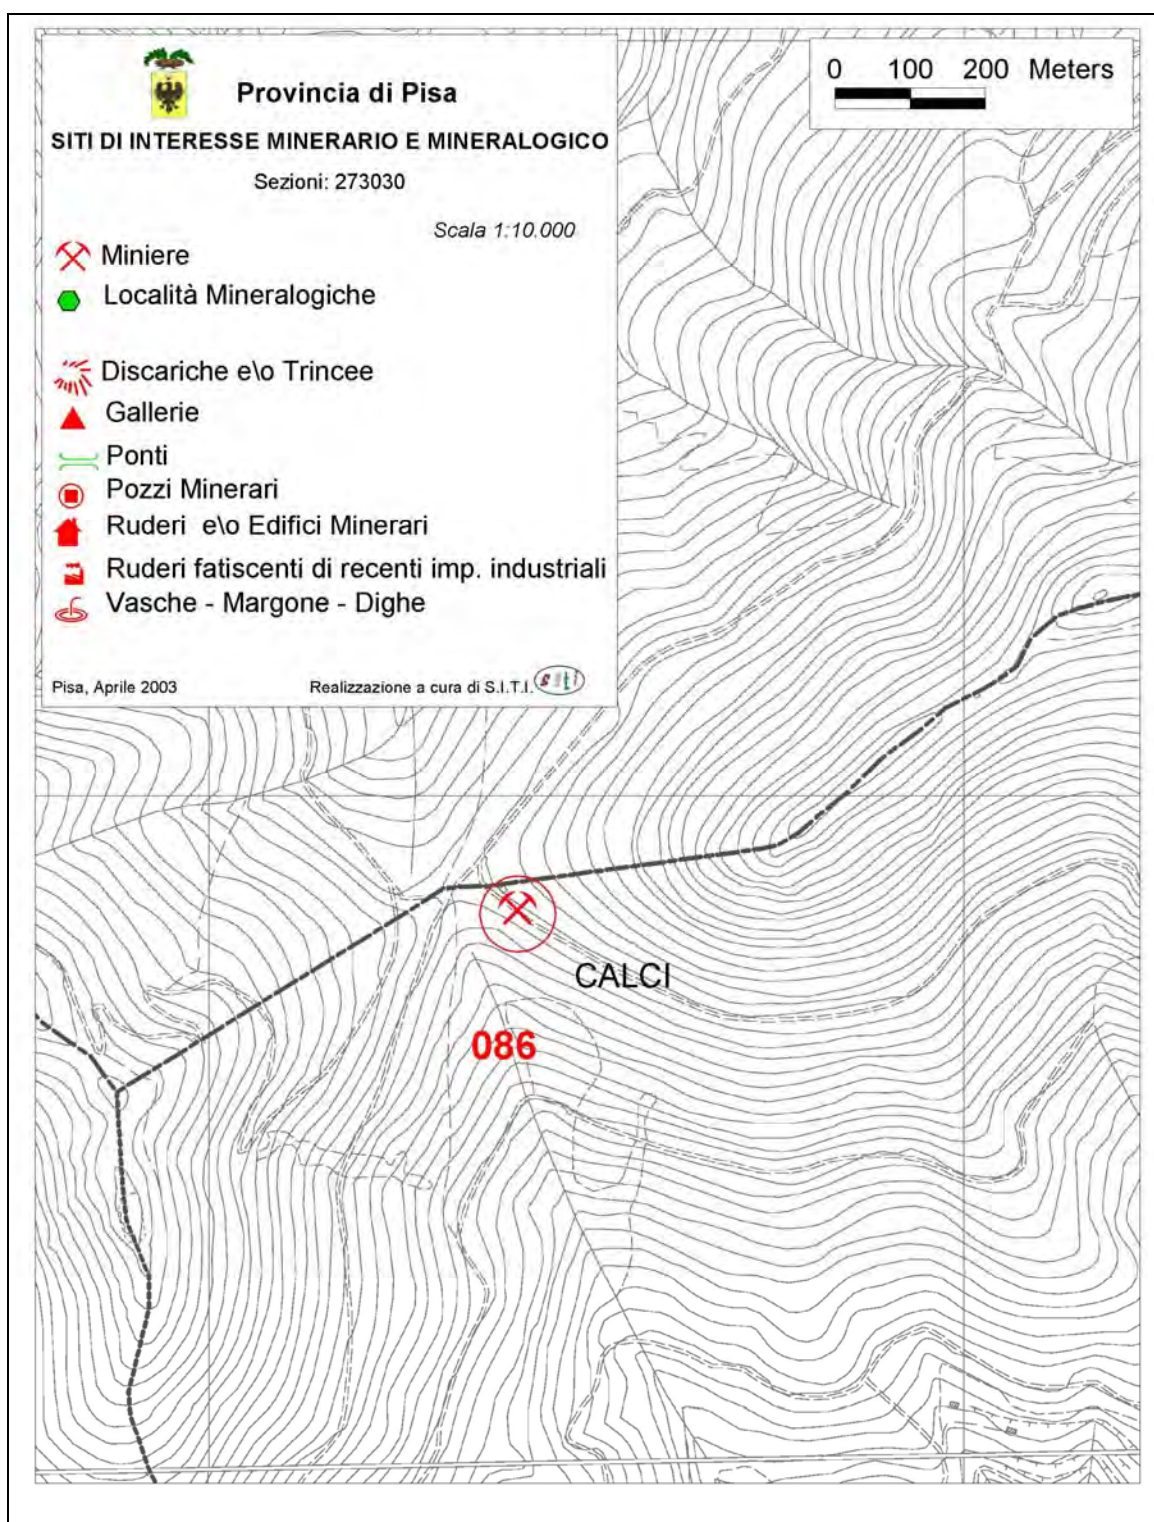 Provincia di Pisa
SITI DI INTERESSE MINERARIO E MINERALOGICO
Sezioni: 273030
Scala 1:10.000
Miniere
Località Mineralogiche
Discariche e\o Trincee
Gallerie
Ponti
Pozzi Minerari
Ruderi e\o Edifici Minerari
Ruderi fatiscenti di recenti imp. industriali
Vasche - Margone - Dighe
Pisa, Aprile 2003
Realizzazione a cura di S.I.T.I.
0 100 200 Meters
CALCI
086